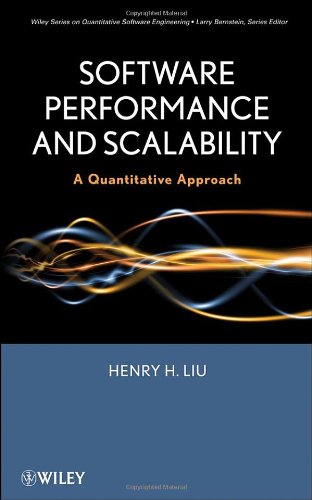 Wiley Series on Quantitative Software Engineering • Larry Bernstein, Series Editor
SOFTWARE
PERFORMANCE
AND SCALABILITY
A Quantitative Approach
HENRY H. LIU
WILEY